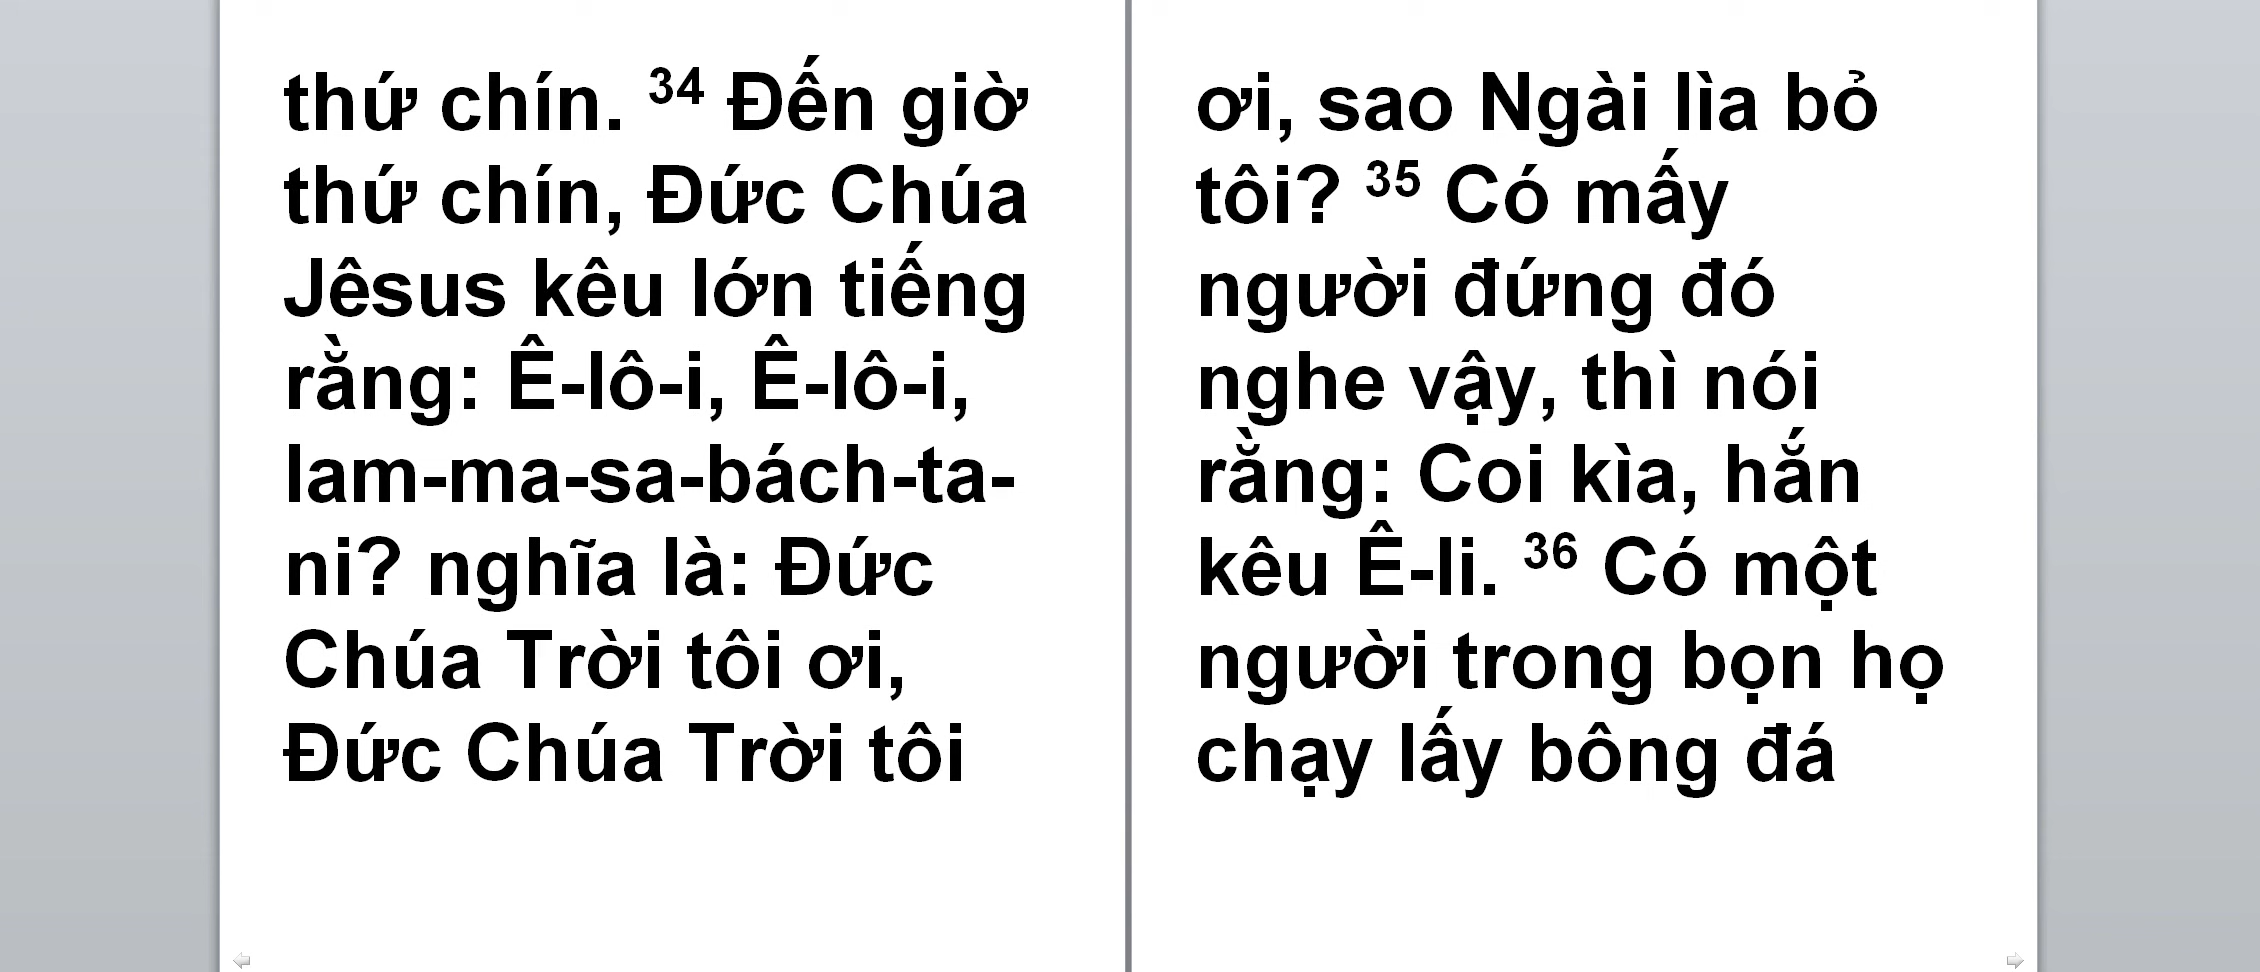 thứ chín. 34 Đến giờ
thứ chín, Đức Chúa
Jêsus kêu lớn tiếng
rằng: Ê-lô-i, Ê-lô-i,
lam-ma-sa-bách-ta-
ni? nghĩa là: Đức
Chúa Trời tôi ơi,
Đức Chúa Trời tôi
ơi, sao Ngài lìa bỏ
tôi? 35 Có mấy
người đứng đó
nghe vậy, thì nói
rằng: Coi kìa, hắn
kêu Ê-li. 36 Có một
người trong bọn họ
chạy lấy bông đá